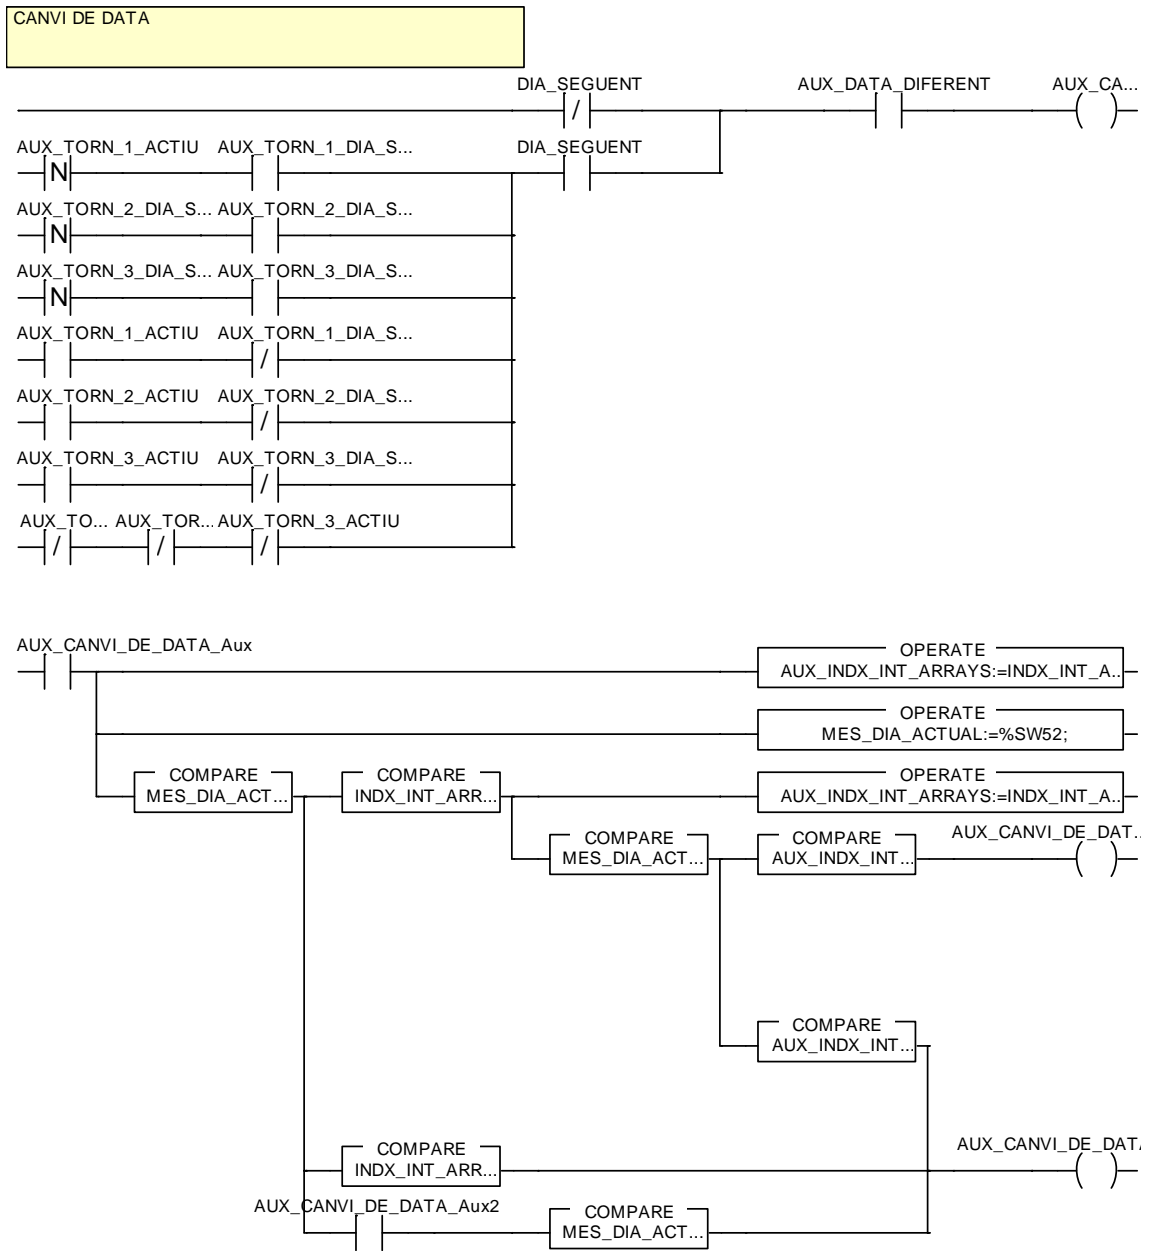 CANVI DE DATA
DIA_SEGUENT AUX_DATA_DIFERENT AUX_CA...
/
AUX_TORN_1_ACTIU AUX_TORN_1_DIA_S... DIA_SEGUENT
N
AUX_TORN_2_DIA_S... AUX_TORN_2_DIA_S...
N
AUX_TORN_3_DIA_S... AUX_TORN_3_DIA_S...
N
AUX_TORN_1_ACTIU AUX_TORN_1_DIA_S...
/
AUX_TORN_2_ACTIU AUX_TORN_2_DIA_S...
/
AUX_TORN_3_ACTIU AUX_TORN_3_DIA_S...
/
AUX_TO... AUX_TOR... AUX_TORN_3_ACTIU
/ / /
AUX_CANVI_DE_DATA_Aux
OPERATE
AUX_INDX_INT_ARRAYS:=INDX_INT_A..
OPERATE
MES_DIA_ACTUAL:=%SW52;
COMPARE COMPARE OPERATE
MES_DIA_ACT... INDX_INT_ARR... AUX_INDX_INT_ARRAYS:=INDX_INT_A..
COMPARE COMPARE AUX_CANVI_DE_DAT..
MES_DIA_ACT... AUX_INDX_INT...
COMPARE
AUX_INDX_INT...
COMPARE AUX_CANVI_DE_DATA
INDX_INT_ARR...
AUX_CANVI_DE_DATA_Aux2 COMPARE
MES_DIA_ACT...